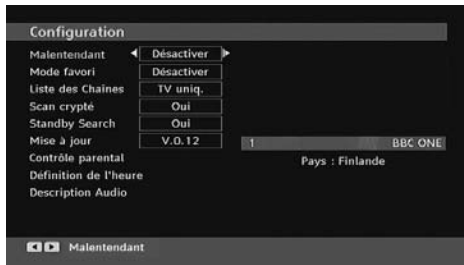 Configuration
Malentendant Désactiver
Mode favori Désactiver
Liste des Chaînes TV uniq.
Scan crypté Oui
Standby Search Oui
Mise à jour V.0.12
1 BBC ONE
Contrôle parental
Pays : Finlande
Définition de l'heure
Description Audio
Malentendant